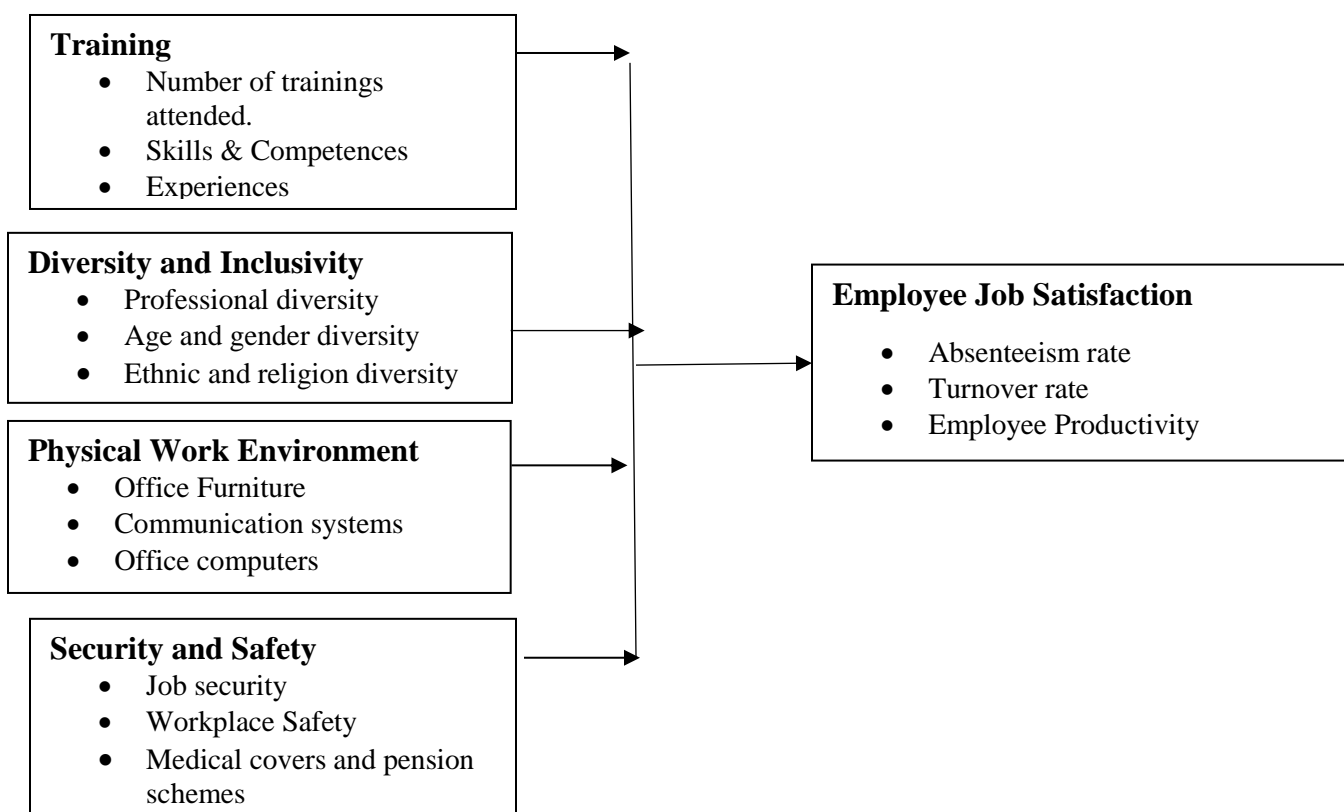 Training
• Number of trainings
attended.
• Skills & Competences
• Experiences
Diversity and Inclusivity
• Professional diversity
• Age and gender diversity
• Ethnic and religion diversity
Physical Work Environment
• Office Furniture
• Communication systems
• Office computers
Security and Safety
• Job security
• Workplace Safety
• Medical covers and pension
schemes
Employee Job Satisfaction
• Absenteeism rate
• Turnover rate
• Employee Productivity